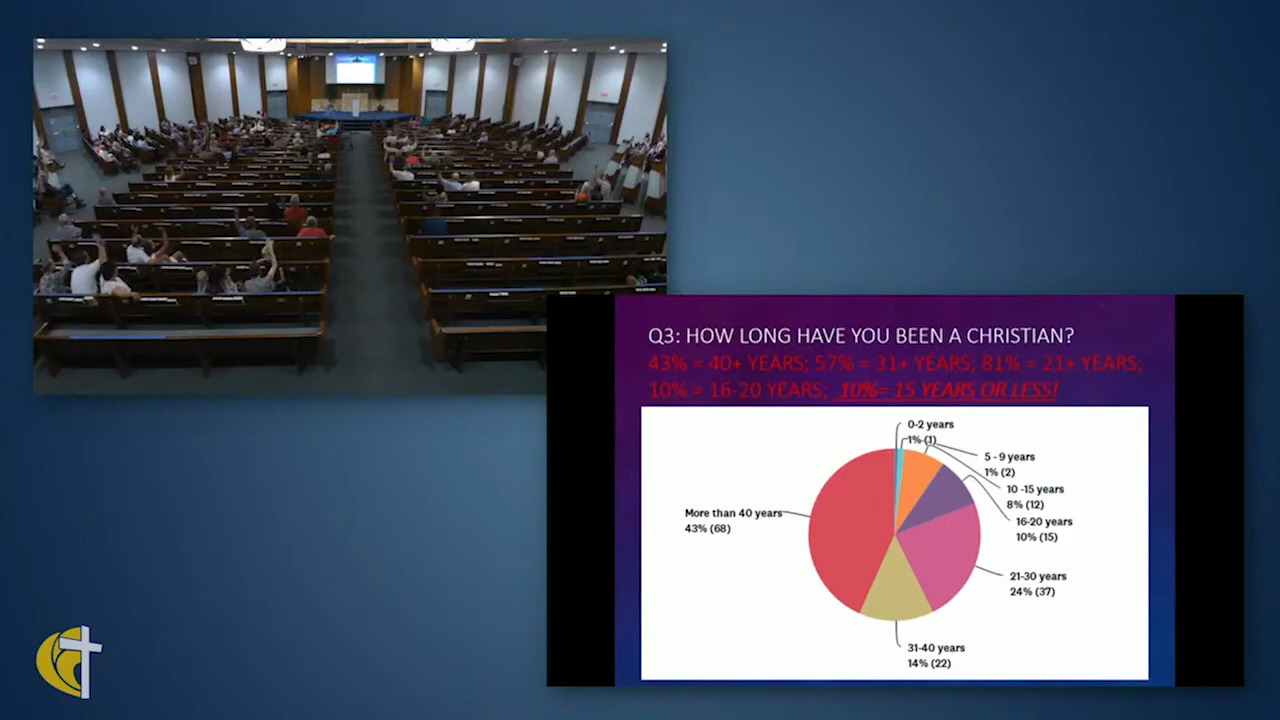 Q3: HOW LONG HAVE YOU BEEN A CHRISTIAN?
43% = 40+ YEARS; 57% = 31+ YEARS; 81% = 21+ YEARS;
10% = 16-20 YEARS; 10%= 15 YEARS OR LESS!
0-2 years
1% (1)
5 - 9 years
1% (2)
10 -15 years
8% (12)
16-20 years
10% (15)
21-30 years
24% (37)
31-40 years
14% (22)
More than 40 years
43% (68)